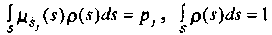 ∫_S μ_{S_j}(s)ρ(s)ds = p_j , ∫_S ρ(s)ds = 1